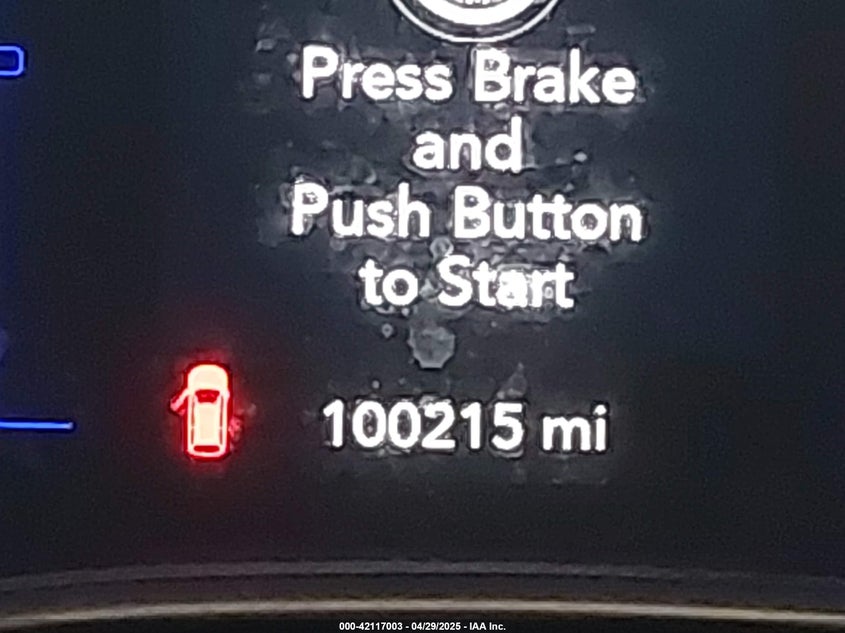 Press Brake
and
Push Button
to Start
100215 mi
000-42117003 - 04/29/2025 - IAA Inc.